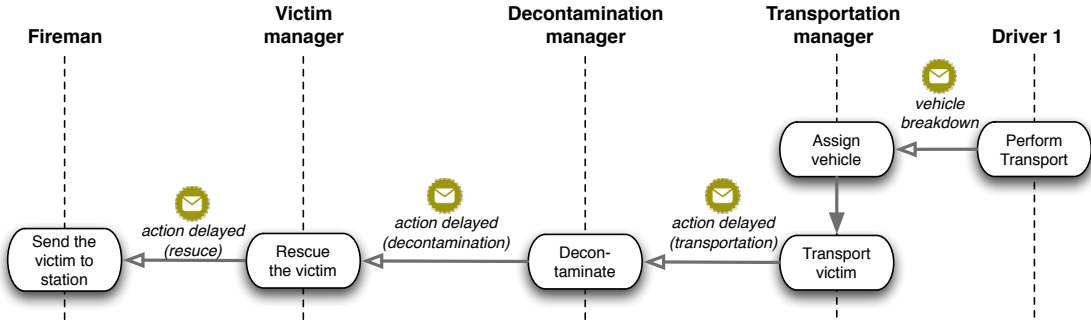 Fireman
Victim
manager
Decontamination
manager
Transportation
manager
Driver 1
vehicle
breakdown
Assign
vehicle
Perform
Transport
action delayed
(resuce)
action delayed
(decontamination)
action delayed
(transportation)
Send the
victim to
station
Rescue
the victim
Decon-
taminate
Transport
victim